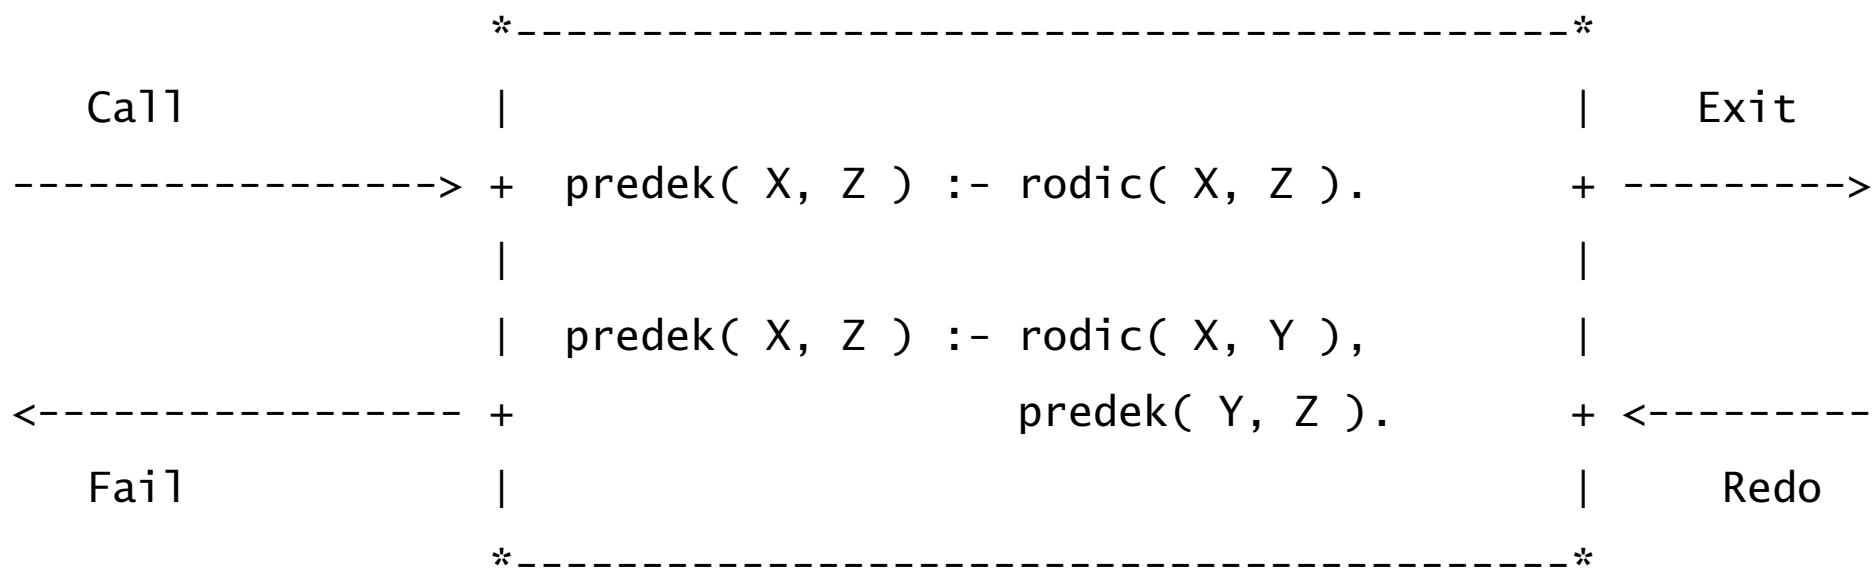 *------------------------------------------*
Call | | Exit
-----------------> + predek( X, Z ) :- rodic( X, Z ). + --------->
| |
| predek( X, Z ) :- rodic( X, Y ), |
<----------------- + predek( Y, Z ). + <---------
Fail | | Redo
*------------------------------------------*